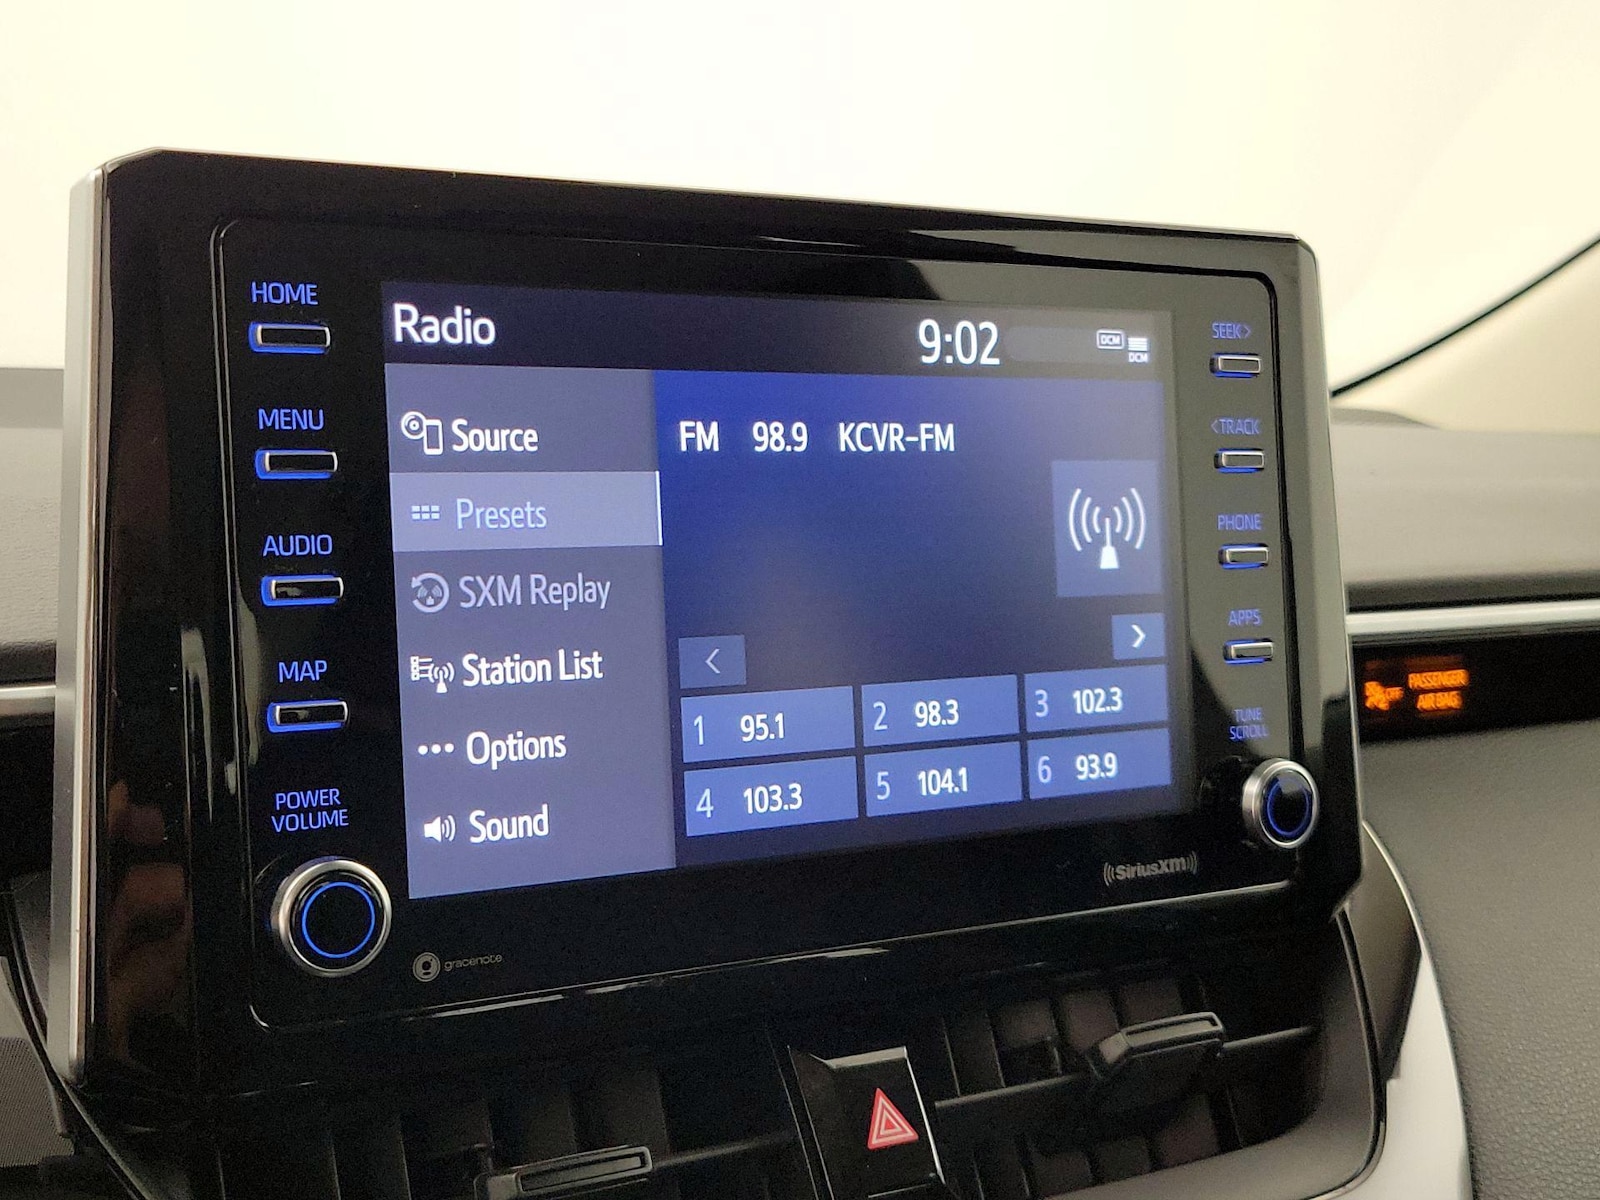 HOME
MENU
AUDIO
MAP
POWER
VOLUME
Radio
9:02
DCM
DCM
Source
Presets
SXM Replay
Station List
Options
Sound
FM 98.9 KCVR-FM
<
>
1 95.1
2 98.3
3 102.3
4 103.3
5 104.1
6 93.9
gracenote
SiriusXM
SEEK>
<TRACK
PHONE
APPS
TUNE
SCROLL
OFF
PASSENGER
AIR BAG